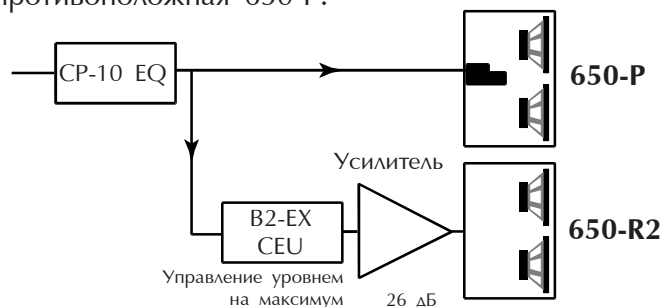 противоположная 650-P.
CP-10 EQ
650-P
Усилитель
B2-EX
CEU
650-R2
Управление уровнем
на максимум
26 дБ